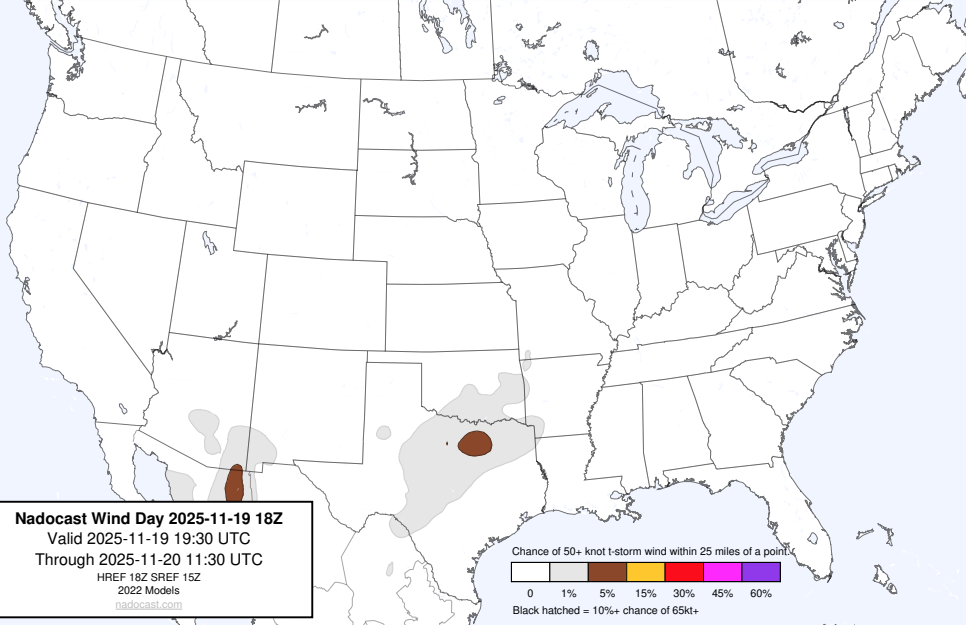 Nadocast Wind Day 2025-11-19 18Z
Valid 2025-11-19 19:30 UTC
Through 2025-11-20 11:30 UTC
HREF 18Z SREF 15Z
2022 Models
nadocast.com
Chance of 50+ knot t-storm wind within 25 miles of a point.
0 1% 5% 15% 30% 45% 60%
Black hatched = 10%+ chance of 65kt+